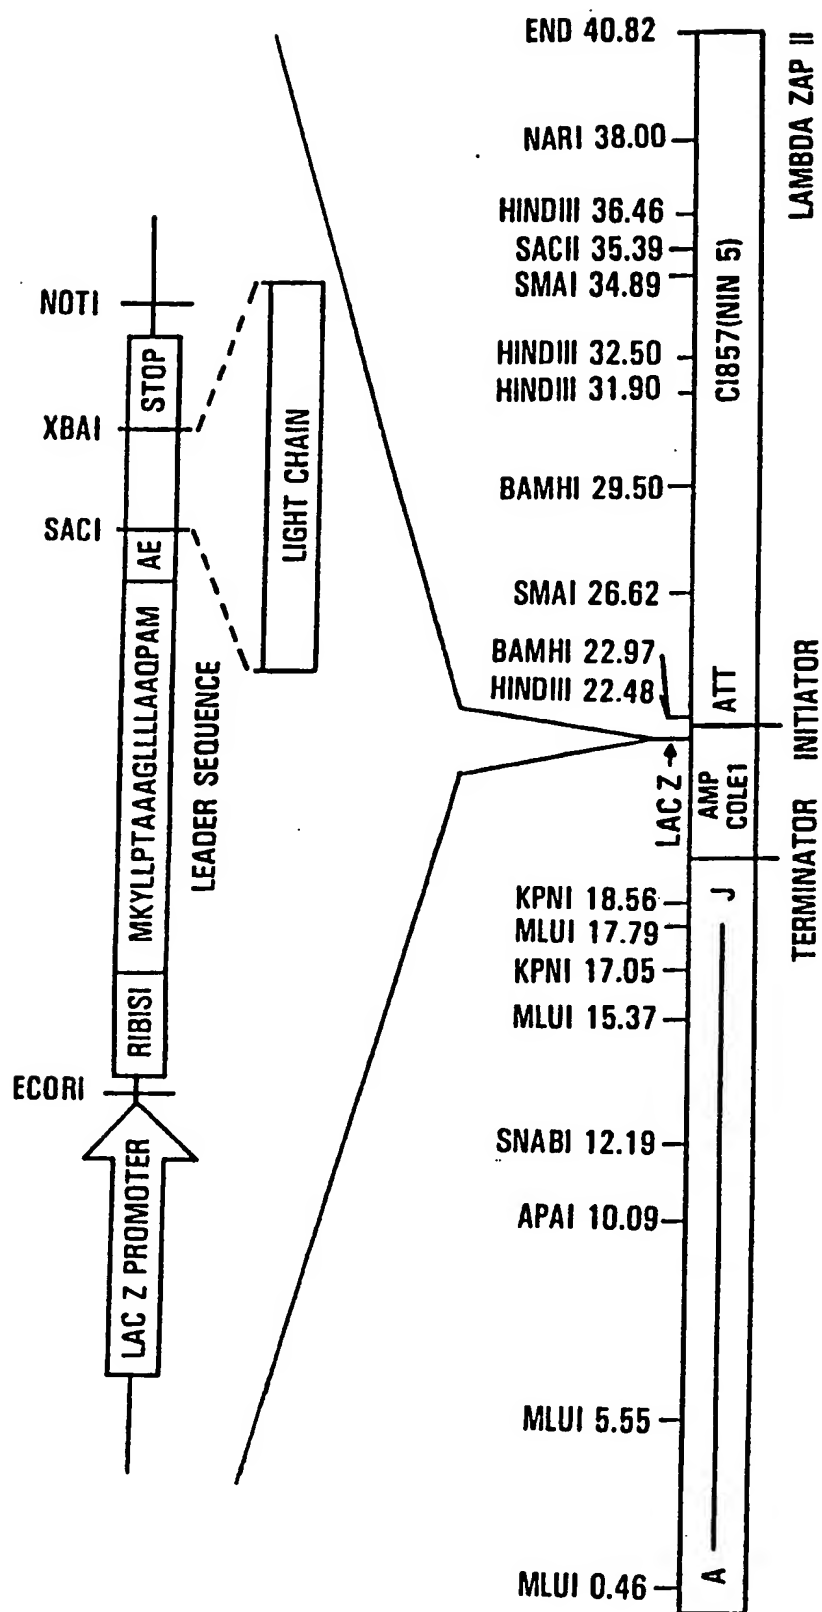 NOTI
XBAI
SACI
ECORI
STOP
AE
MKYLLPTAAAGLLLLAAQPAM
RIBISI
LAC Z PROMOTER
LEADER SEQUENCE
LIGHT CHAIN
END 40.82
NARI 38.00
HINDIII 36.46
SACII 35.39
SMAI 34.89
HINDIII 32.50
HINDIII 31.90
BAMHI 29.50
SMAI 26.62
BAMHI 22.97
HINDIII 22.48
LAC Z
KPNI 18.56
MLUI 17.79
KPNI 17.05
MLUI 15.37
SNABI 12.19
APAI 10.09
MLUI 5.55
MLUI 0.46
CI857(NIN 5)
ATT
AMP
COLE1
J
A
LAMBDA ZAP II
INITIATOR
TERMINATOR